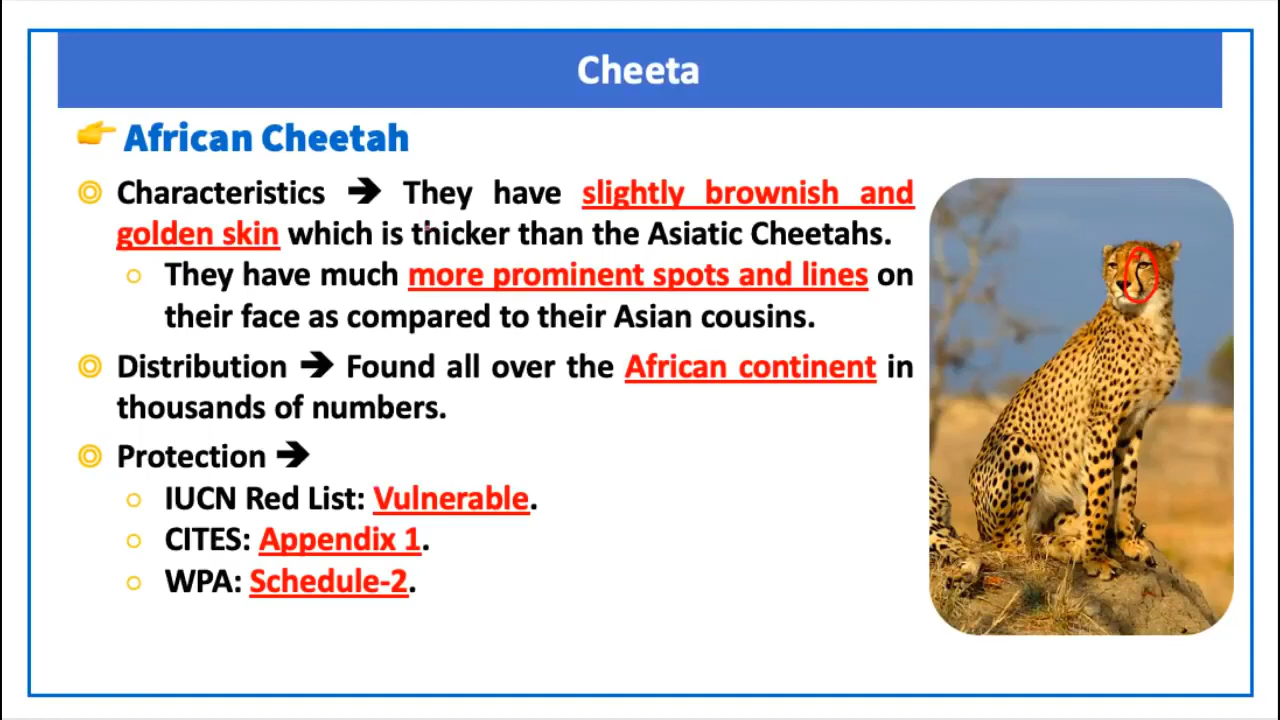 Cheeta
African Cheetah
Characteristics ➔ They have slightly brownish and
golden skin which is thicker than the Asiatic Cheetahs.
They have much more prominent spots and lines on
their face as compared to their Asian cousins.
Distribution ➔ Found all over the African continent in
thousands of numbers.
Protection ➔
IUCN Red List: Vulnerable.
CITES: Appendix 1.
WPA: Schedule-2.